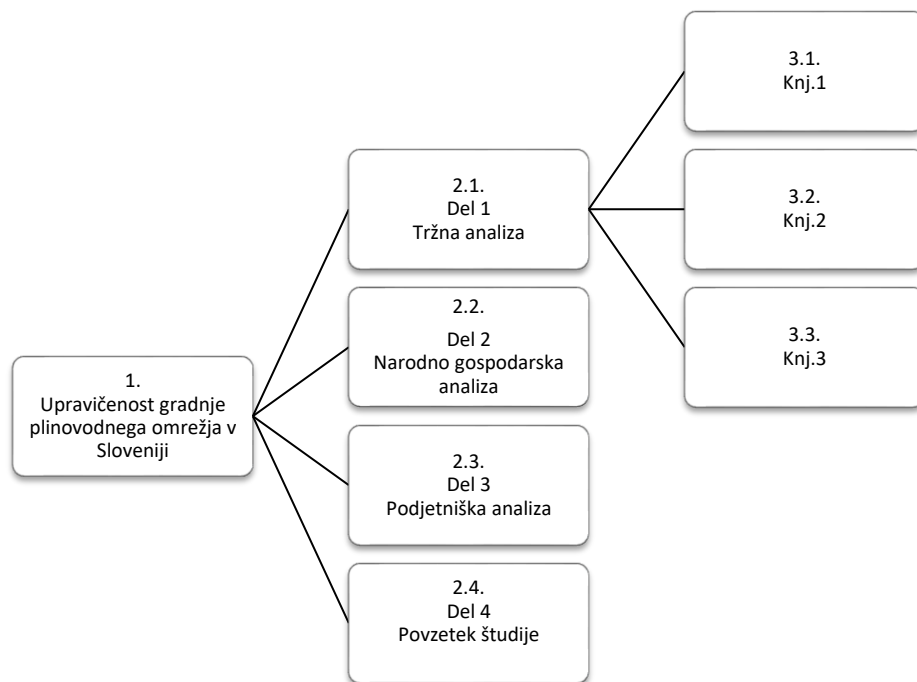 1.
Upravičenost gradnje
plinovodnega omrežja v
Sloveniji
2.1.
Del 1
Tržna analiza
2.2.
Del 2
Narodno gospodarska
analiza
2.3.
Del 3
Podjetniška analiza
2.4.
Del 4
Povzetek študije
3.1.
Knj.1
3.2.
Knj.2
3.3.
Knj.3